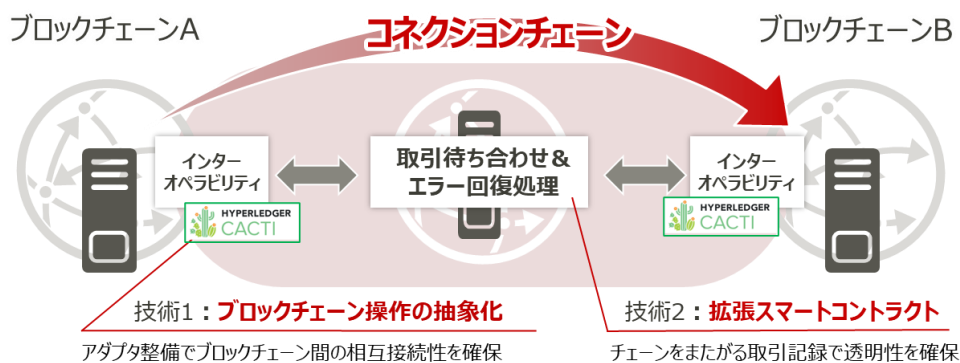 ブロックチェーンA
コネクションチェーン
ブロックチェーンB
インター
オペラビリティ
HYPERLEDGER
CACTI
取引待ち合わせ&
エラー回復処理
インター
オペラビリティ
HYPERLEDGER
CACTI
技術1：ブロックチェーン操作の抽象化
アダプタ整備でブロックチェーン間の相互接続性を確保
技術2：拡張スマートコントラクト
チェーンをまたがる取引記録で透明性を確保